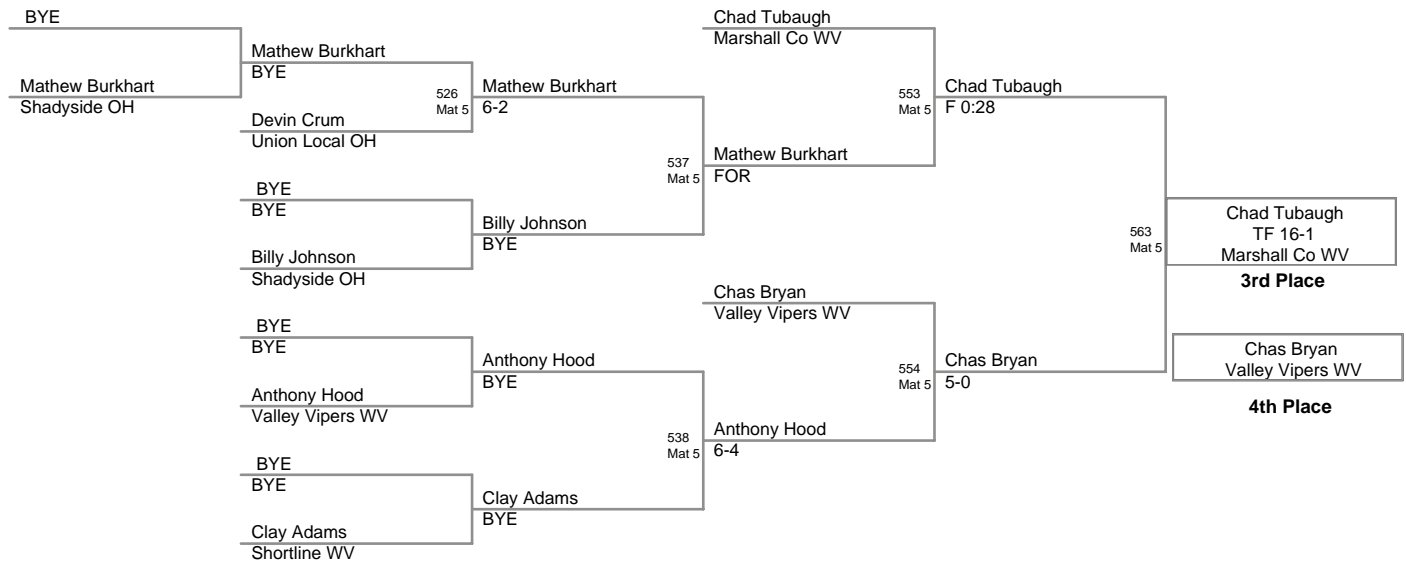 BYE
Mathew Burkhart
Shadyside OH
Mathew Burkhart
BYE
Devin Crum
Union Local OH
BYE
BYE
Billy Johnson
Shadyside OH
BYE
BYE
Anthony Hood
Valley Vipers WV
BYE
BYE
Clay Adams
Shortline WV
526
Mat 5
Mathew Burkhart
6-2
Billy Johnson
BYE
Anthony Hood
BYE
Clay Adams
BYE
537
Mat 5
538
Mat 5
Chad Tubaugh
Marshall Co WV
Mathew Burkhart
FOR
Chas Bryan
Valley Vipers WV
Anthony Hood
6-4
553
Mat 5
554
Mat 5
Chad Tubaugh
F 0:28
Chas Bryan
5-0
563
Mat 5
Chad Tubaugh
TF 16-1
Marshall Co WV
3rd Place
Chas Bryan
Valley Vipers WV
4th Place